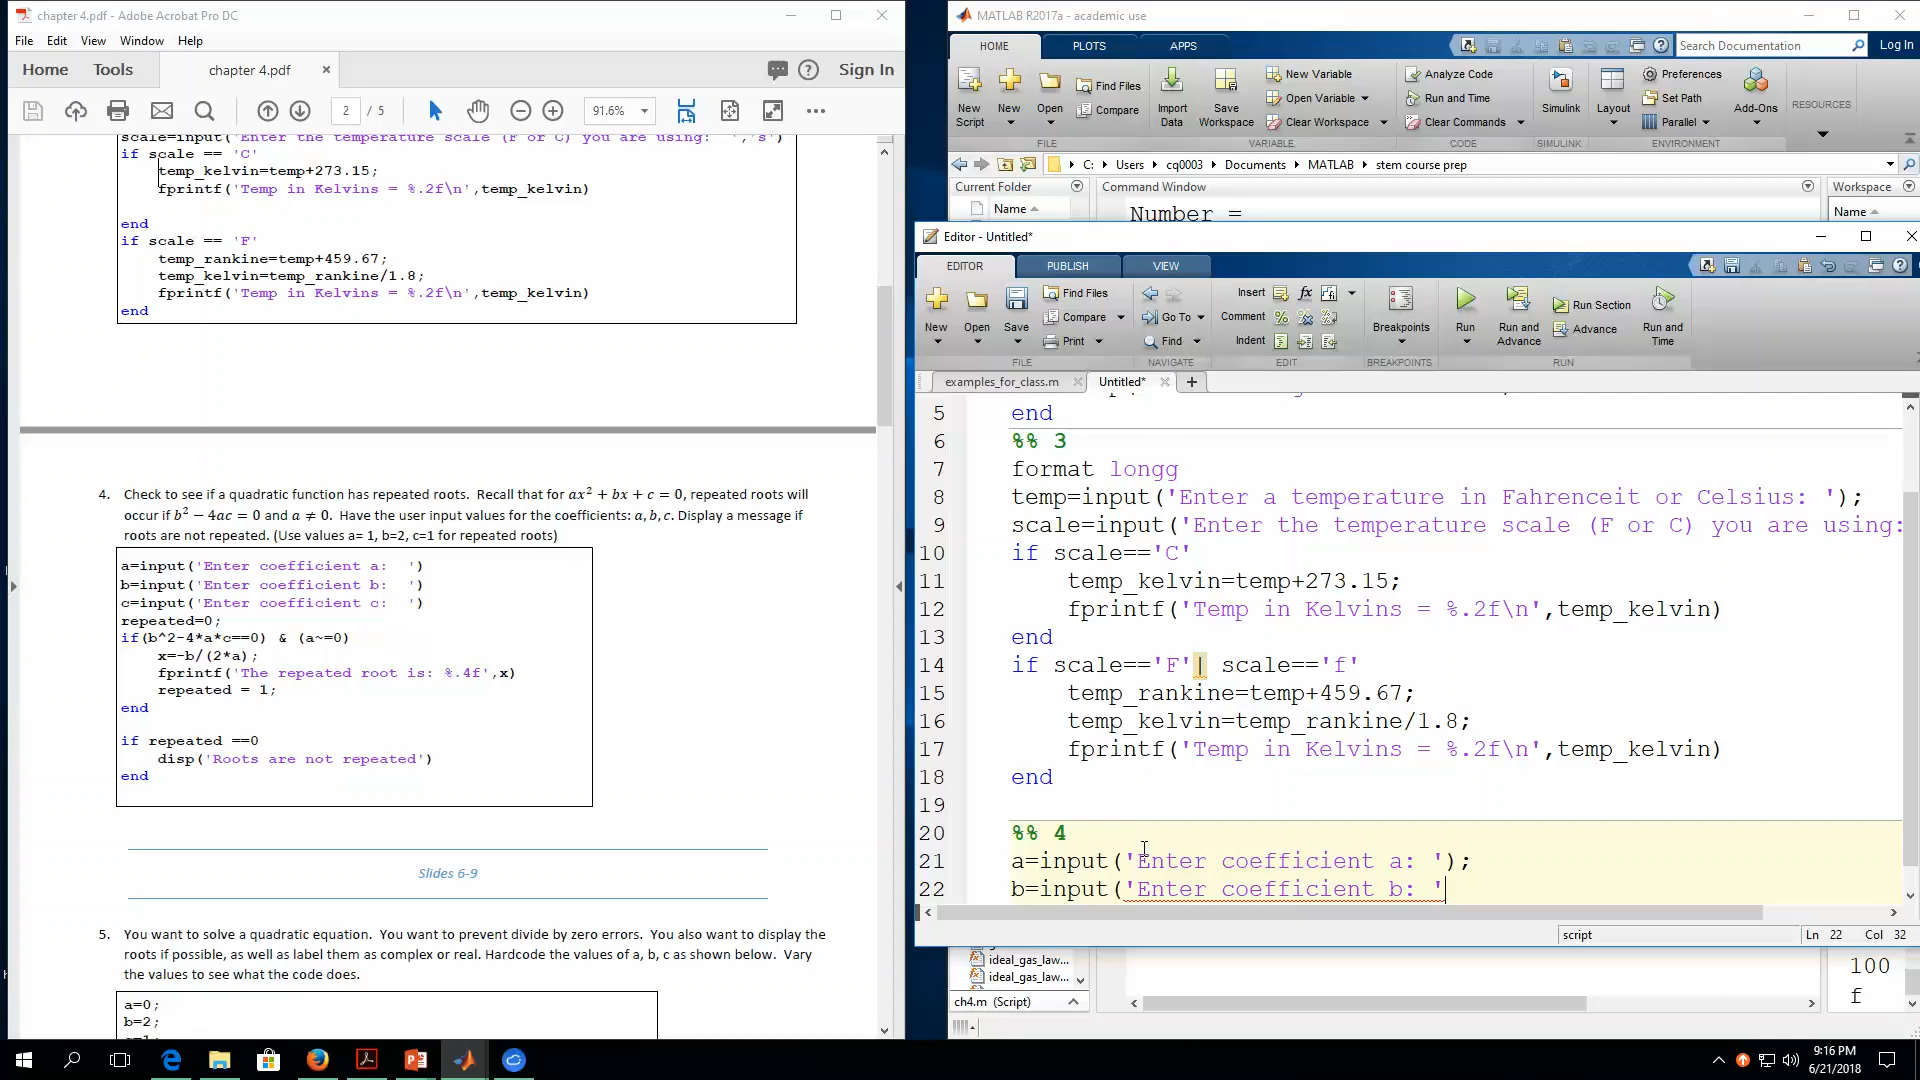 chapter 4.pdf - Adobe Acrobat Pro DC
File Edit View Window Help
Home Tools chapter 4.pdf × Sign In
2 / 5 91.6%
scale=input('Enter the temperature scale (F or C) you are using:  ','s')
if scale == 'C'
temp_kelvin=temp+273.15;
fprintf('Temp in Kelvins = %.2f\n',temp_kelvin)
end
if scale == 'F'
temp_rankine=temp+459.67;
temp_kelvin=temp_rankine/1.8;
fprintf('Temp in Kelvins = %.2f\n',temp_kelvin)
end
4. Check to see if a quadratic function has repeated roots. Recall that for ax² + bx + c = 0, repeated roots will
occur if b² − 4ac = 0 and a ≠ 0. Have the user input values for the coefficients: a, b, c. Display a message if
roots are not repeated. (Use values a= 1, b=2, c=1 for repeated roots)
a=input('Enter coefficient a:  ')
b=input('Enter coefficient b:  ')
c=input('Enter coefficient c:  ')
repeated=0;
if(b^2-4*a*c==0) & (a~=0)
x=-b/(2*a);
fprintf('The repeated root is: %.4f',x)
repeated = 1;
end
if repeated ==0
disp('Roots are not repeated')
end
Slides 6-9
5. You want to solve a quadratic equation. You want to prevent divide by zero errors. You also want to display the
roots if possible, as well as label them as complex or real. Hardcode the values of a, b, c as shown below. Vary
the values to see what the code does.
a=0;
b=2;
MATLAB R2017a - academic use
HOME PLOTS APPS Search Documentation Log In
New Script New Open Find Files Compare Import Data Save Workspace New Variable Open Variable Clear Workspace Analyze Code Run and Time Clear Commands Simulink Layout Preferences Set Path Parallel Add-Ons RESOURCES
FILE VARIABLE CODE SIMULINK ENVIRONMENT
C: Users cq0003 Documents MATLAB stem course prep
Current Folder Command Window Workspace
Name Number = Name
Editor - Untitled*
EDITOR PUBLISH VIEW
New Open Save Find Files Compare Print Go To Find Insert Comment Indent Breakpoints Run Run and Advance Run Section Advance Run and Time
FILE NAVIGATE EDIT BREAKPOINTS RUN
examples_for_class.m × Untitled* × +
5 end
6 %% 3
7 format longg
8 temp=input('Enter a temperature in Fahrenceit or Celsius: ');
9 scale=input('Enter the temperature scale (F or C) you are using:
10 if scale=='C'
11 temp_kelvin=temp+273.15;
12 fprintf('Temp in Kelvins = %.2f\n',temp_kelvin)
13 end
14 if scale=='F'| scale=='f'
15 temp_rankine=temp+459.67;
16 temp_kelvin=temp_rankine/1.8;
17 fprintf('Temp in Kelvins = %.2f\n',temp_kelvin)
18 end
19
20 %% 4
21 a=input('Enter coefficient a: ');
22 b=input('Enter coefficient b: '
script Ln 22 Col 32
ideal_gas_law... 100
ideal_gas_law... f
ch4.m (Script)
9:16 PM
6/21/2018